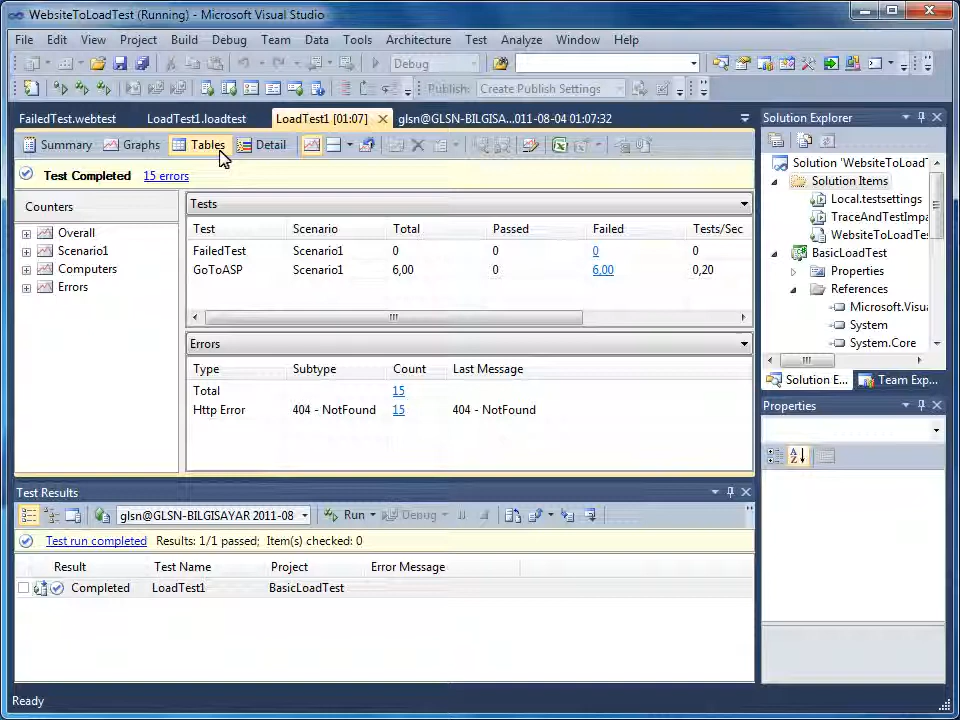 WebsiteToLoadTest (Running) - Microsoft Visual Studio
File Edit View Project Build Debug Team Data Tools Architecture Test Analyze Window Help
Debug
Publish: Create Publish Settings
FailedTest.webtest LoadTest1.loadtest LoadTest1 [01:07] glsn@GLSN-BILGISA...011-08-04 01:07:32
Summary Graphs Tables Detail
Test Completed 15 errors
Counters
Overall
Scenario1
Computers
Errors
Tests
Test Scenario Total Passed Failed Tests/Sec
FailedTest Scenario1 0 0 0 0
GoToASP Scenario1 6,00 0 6,00 0,20
Errors
Type Subtype Count Last Message
Total 15
Http Error 404 - NotFound 15 404 - NotFound
Test Results
glsn@GLSN-BILGISAYAR 2011-08 Run Debug
Test run completed Results: 1/1 passed; Item(s) checked: 0
Result Test Name Project Error Message
Completed LoadTest1 BasicLoadTest
Solution Explorer
Solution 'WebsiteToLoadT
Solution Items
Local.testsettings
TraceAndTestImpa
WebsiteToLoadTe
BasicLoadTest
Properties
References
Microsoft.Visua
System
System.Core
Solution E... Team Exp...
Properties
Ready